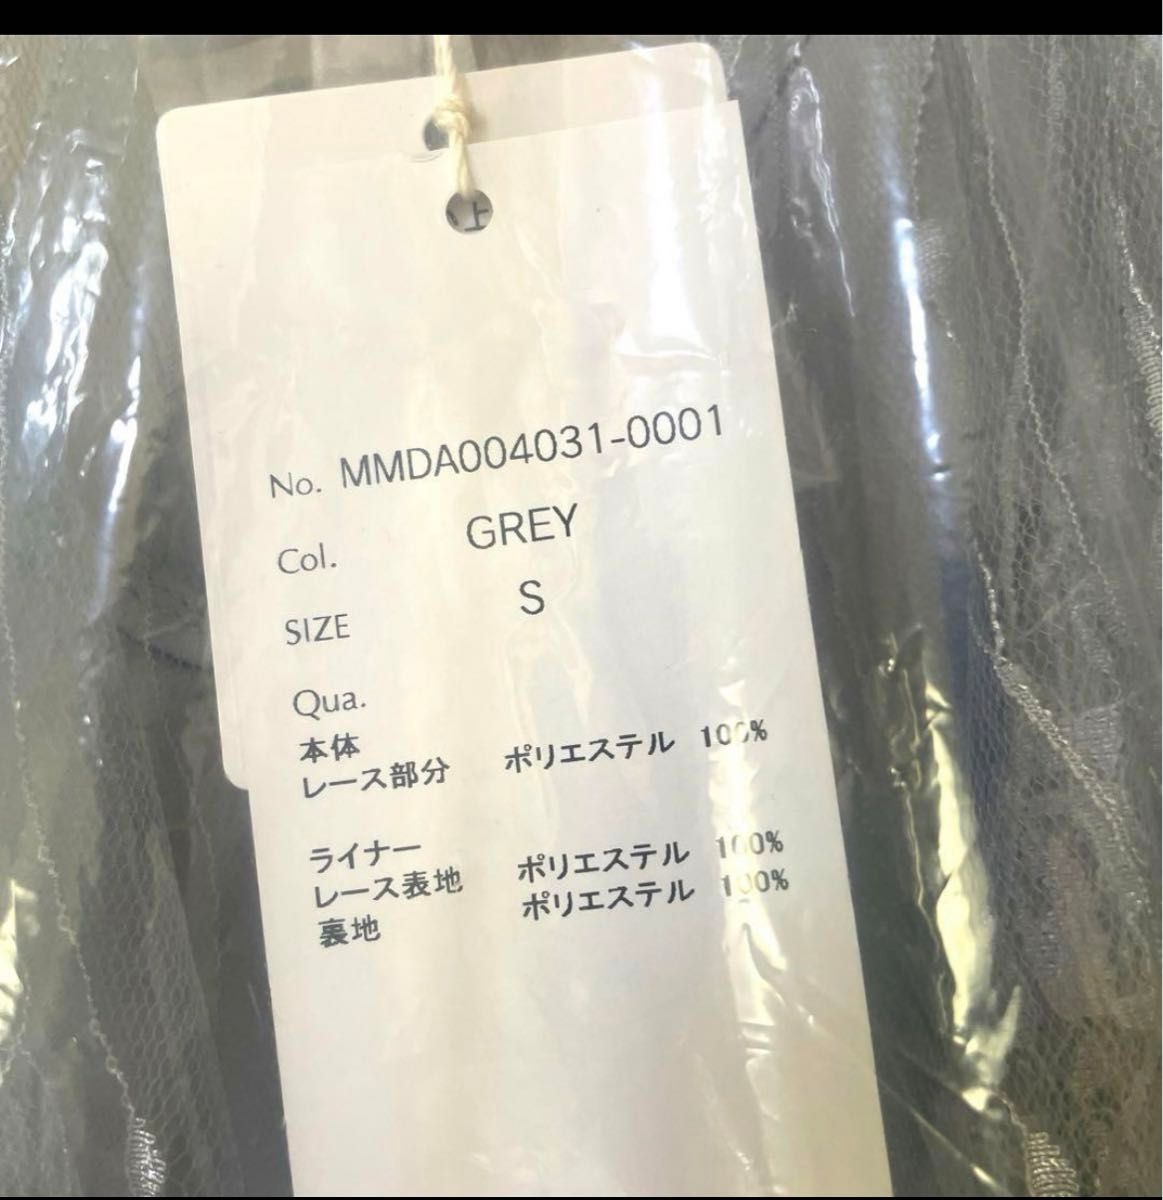 上
No. MMDA004031-0001
Col. GREY
SIZE S
Qua.
本体
レース部分 ポリエステル 100%
ライナー
レース表地 ポリエステル 100%
裏地 ポリエステル 100%